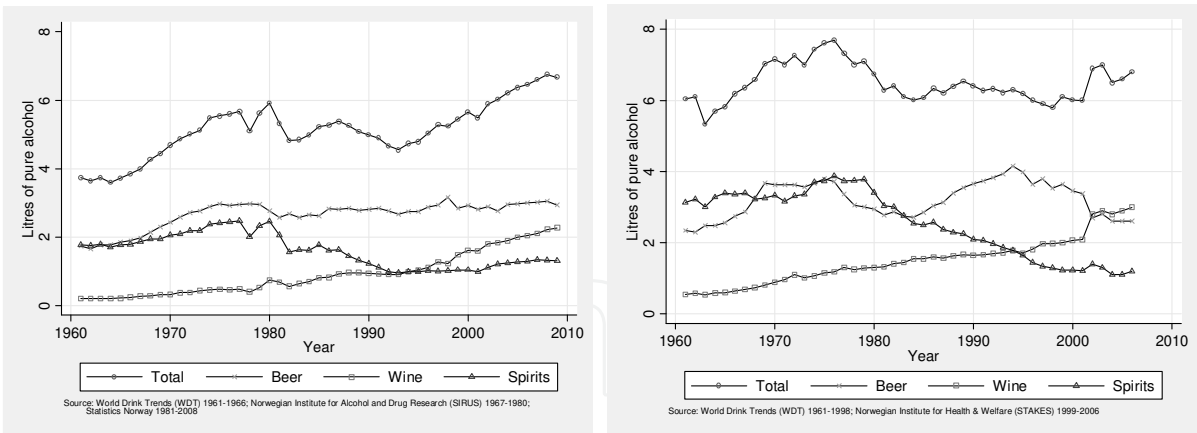 Litres of pure alcohol
8
6
4
2
0
1960 1970 1980 1990 2000 2010
Year
Total Beer Wine Spirits
Source: World Drink Trends (WDT) 1961-1966; Norwegian Institute for Alcohol and Drug Research (SIRUS) 1967-1980;
Statistics Norway 1981-2008
Litres of pure alcohol
8
6
4
2
0
1960 1970 1980 1990 2000 2010
Year
Total Beer Wine Spirits
Source: World Drink Trends (WDT) 1961-1998; Norwegian Institute for Health & Welfare (STAKES) 1999-2006